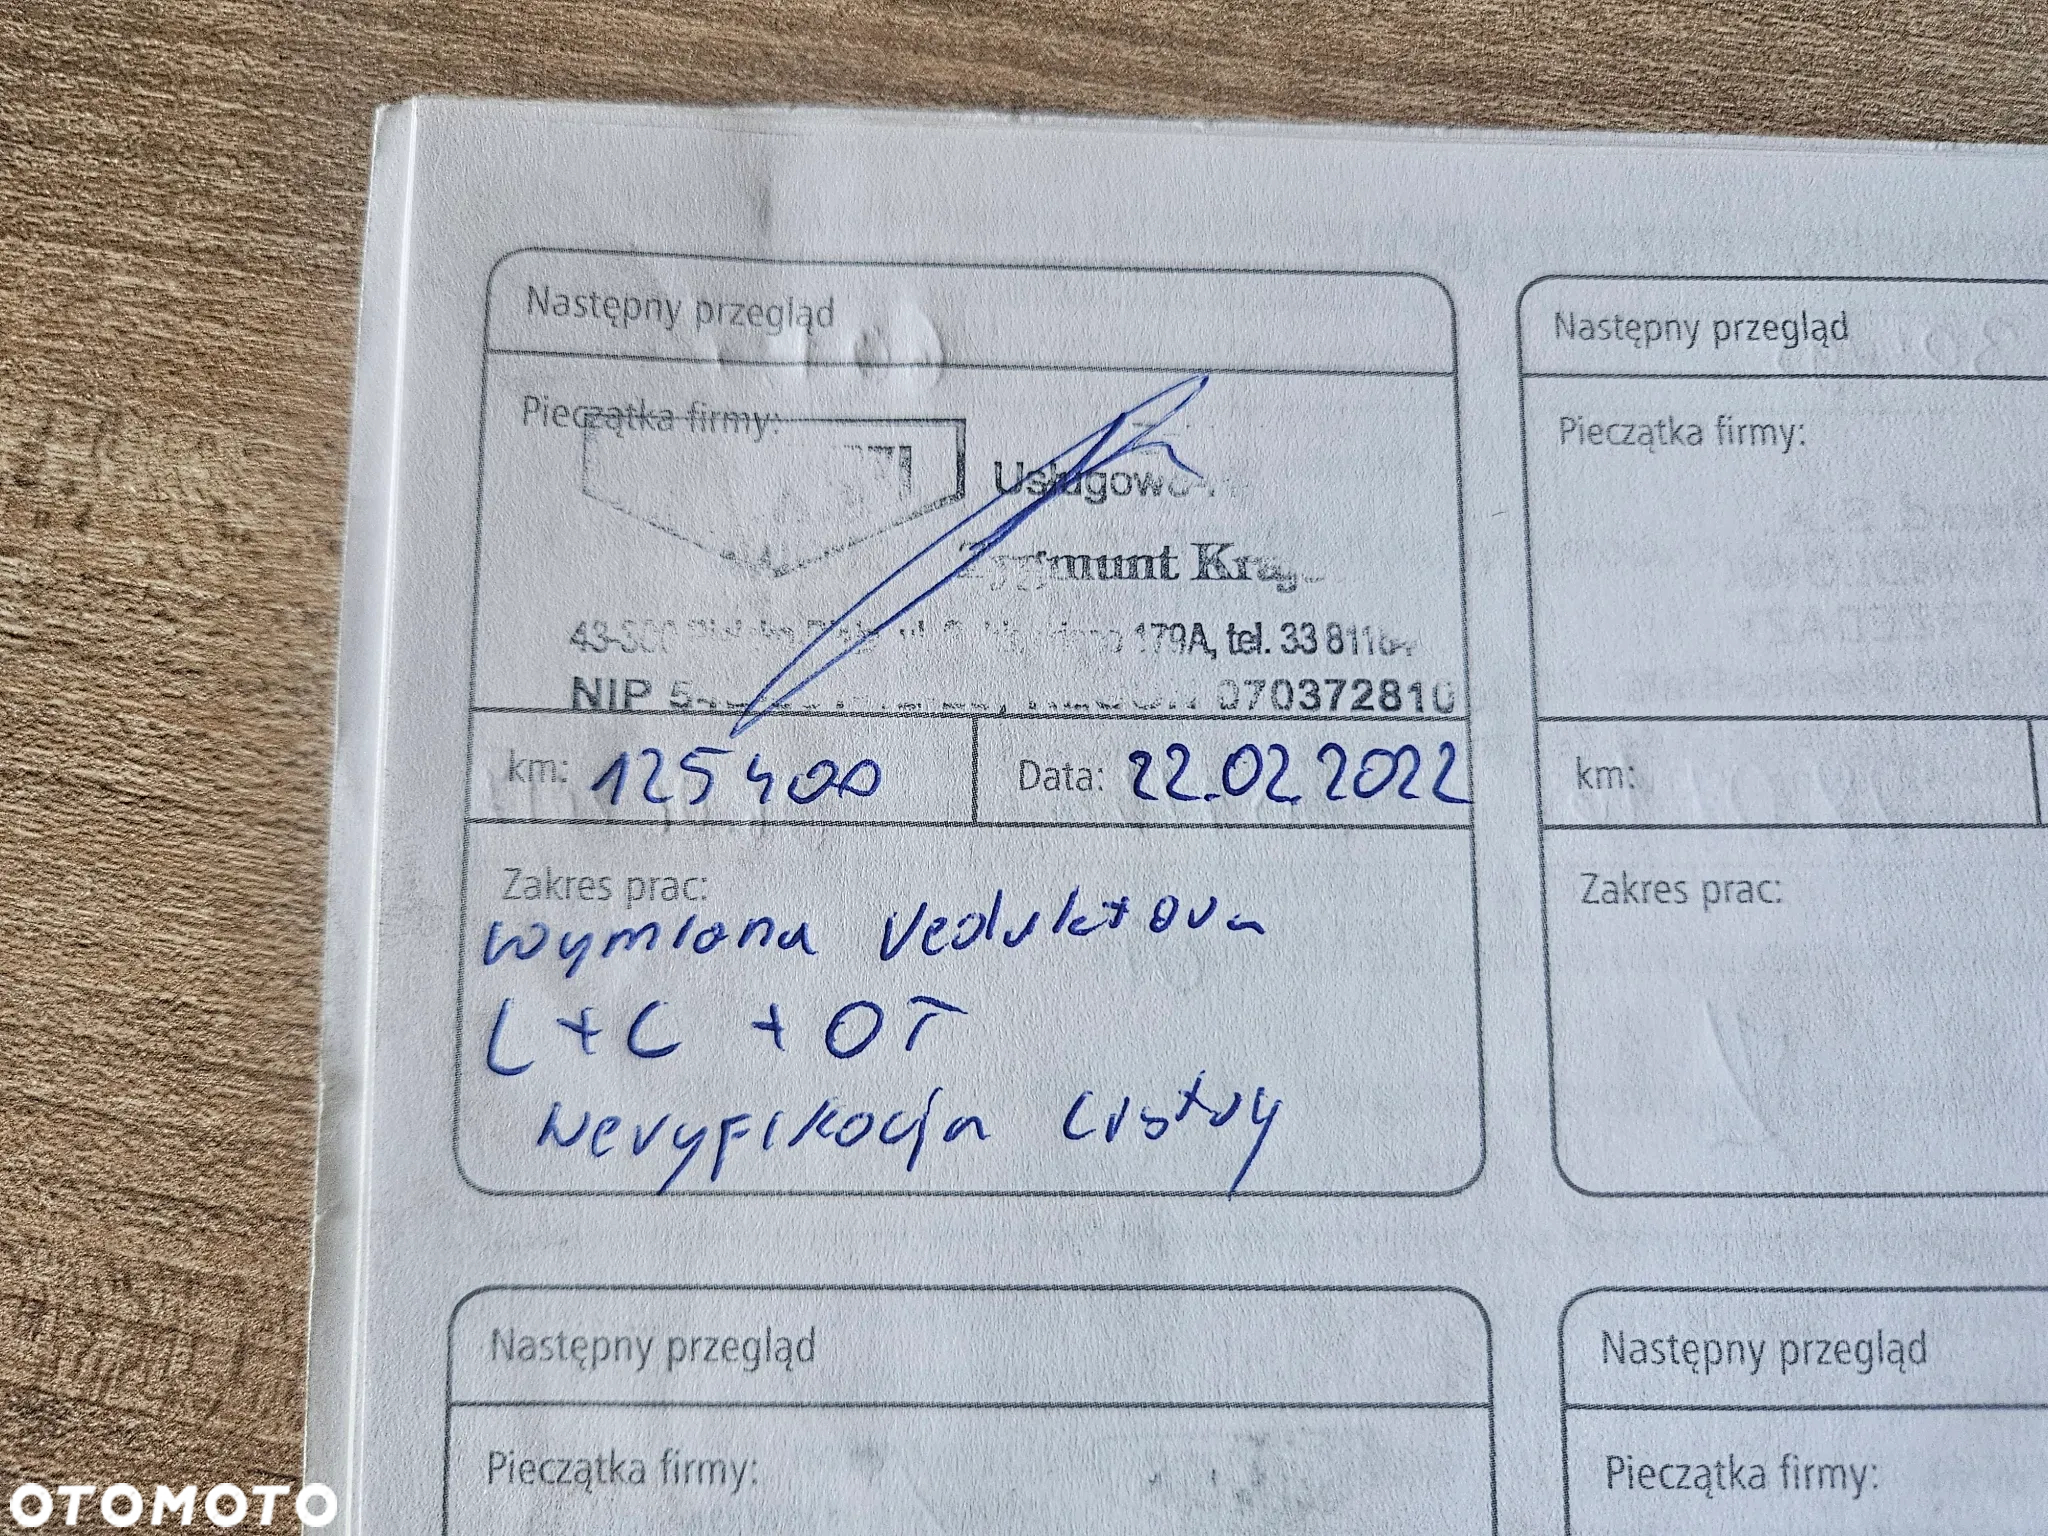 Następny przegląd
Pieczątka firmy:
Usługowo
Zygmunt
179A, tel. 33 811
NIP 070372810
km: 125400 Data: 22.02.2022
Zakres prac:
Wymiana reduktora
L+C + OT
Weryfikacja
Następny przegląd
Pieczątka firmy:
km:
Zakres prac:
Następny przegląd
Pieczątka firmy:
Następny przegląd
Pieczątka firmy:
OTOMOTO